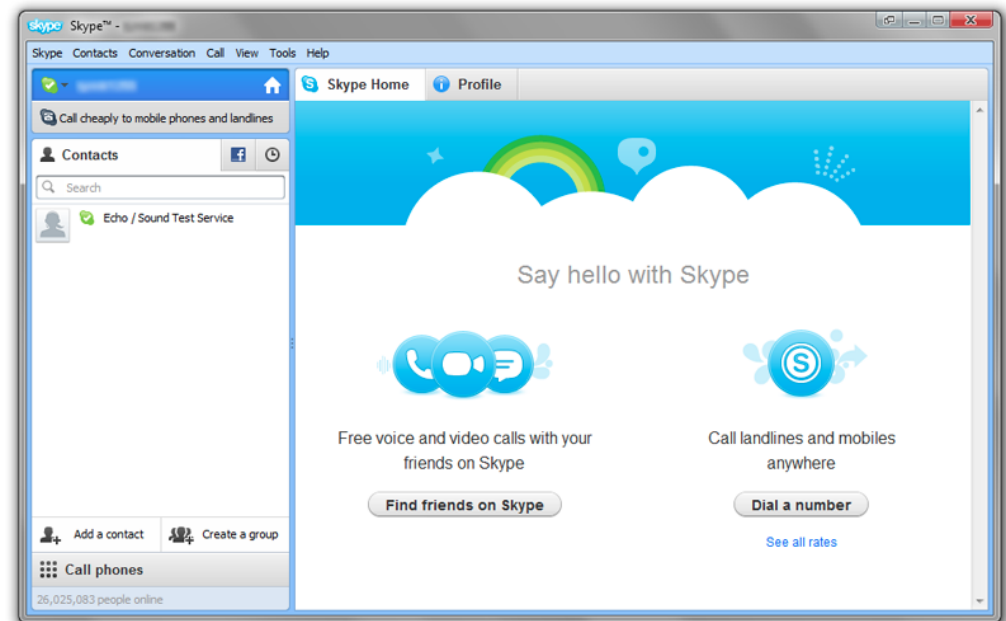 skype Skype™ -
Skype Contacts Conversation Call View Tools Help
Call cheaply to mobile phones and landlines
Contacts
Search
Echo / Sound Test Service
Add a contact
Create a group
Call phones
26,025,083 people online
Skype Home
Profile
Say hello with Skype
Free voice and video calls with your
friends on Skype
Find friends on Skype
Call landlines and mobiles
anywhere
Dial a number
See all rates